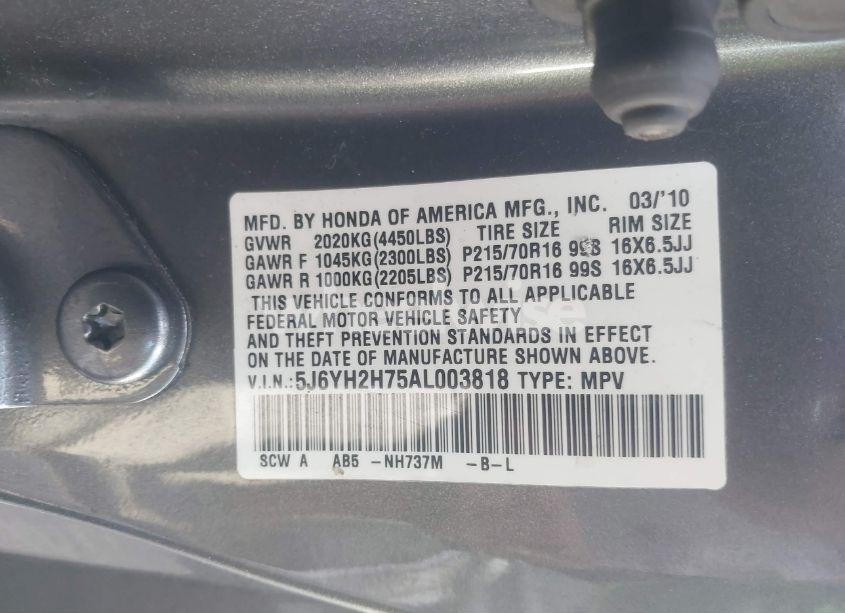 MFD. BY HONDA OF AMERICA MFG., INC. 03/'10
GVWR 2020KG(4450LBS) TIRE SIZE RIM SIZE
GAWR F 1045KG(2300LBS) P215/70R16 99S 16X6.5JJ
GAWR R 1000KG(2205LBS) P215/70R16 99S 16X6.5JJ
THIS VEHICLE CONFORMS TO ALL APPLICABLE
FEDERAL MOTOR VEHICLE SAFETY
AND THEFT PREVENTION STANDARDS IN EFFECT
ON THE DATE OF MANUFACTURE SHOWN ABOVE.
V.I.N.:5J6YH2H75AL003818 TYPE: MPV
SCW A AB5 -NH737M -B-L